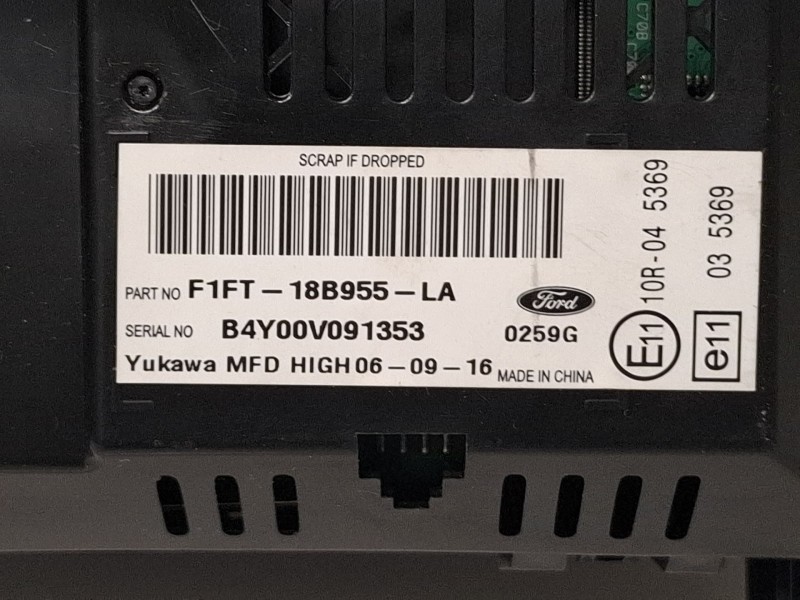 C708
SCRAP IF DROPPED
PART NO F1FT-18B955-LA
Ford
SERIAL NO B4Y00V091353
0259G
Yukawa MFD HIGH 06-09-16
MADE IN CHINA
E11
10R-04 5369
e11
03 5369